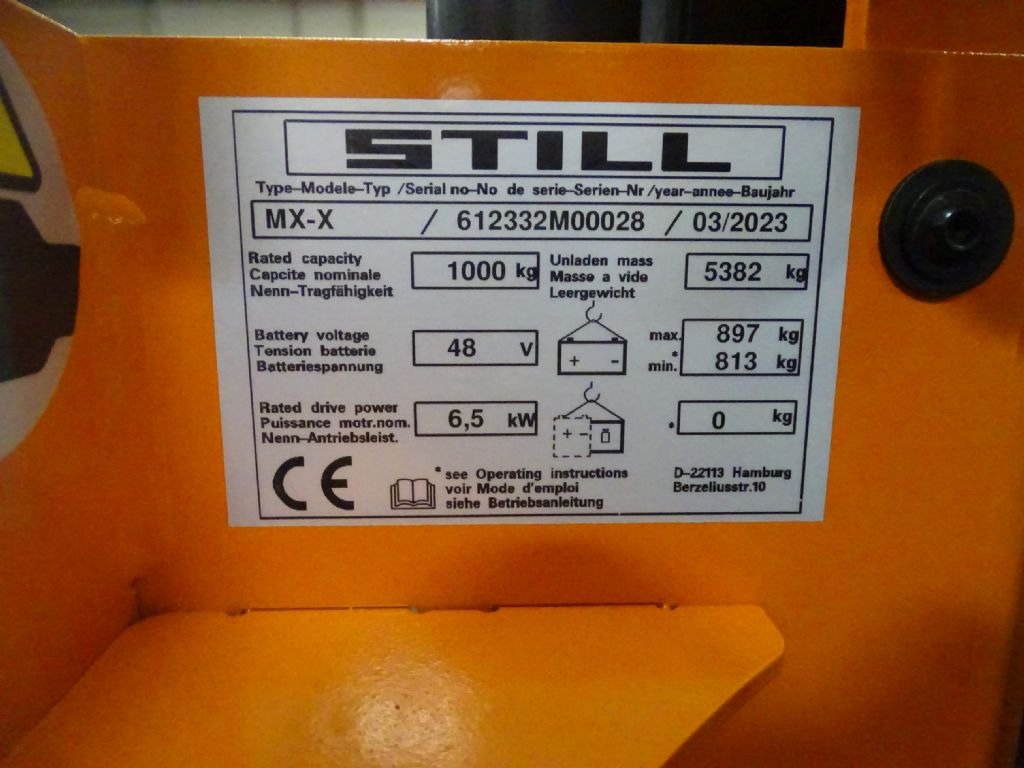 STILL
Type–Modele–Typ /Serial no–No de serie–Serien–Nr /year–annee–Baujahr
MX-X / 612332M00028 / 03/2023
Rated capacity
Capcite nominale
Nenn–Tragfähigkeit
1000 kg
Unladen mass
Masse a vide
Leergewicht
5382 kg
Battery voltage
Tension batterie
Batteriespannung
48 V
+ –
max. 897 kg
min.* 813 kg
Rated drive power
Puissance motr.nom.
Nenn–Antriebsleist.
6,5 kW
+ –
* 0 kg
CE
* see Operating instructions
voir Mode d'emploi
siehe Betriebsanleitung
D–22113 Hamburg
Berzeliusstr.10